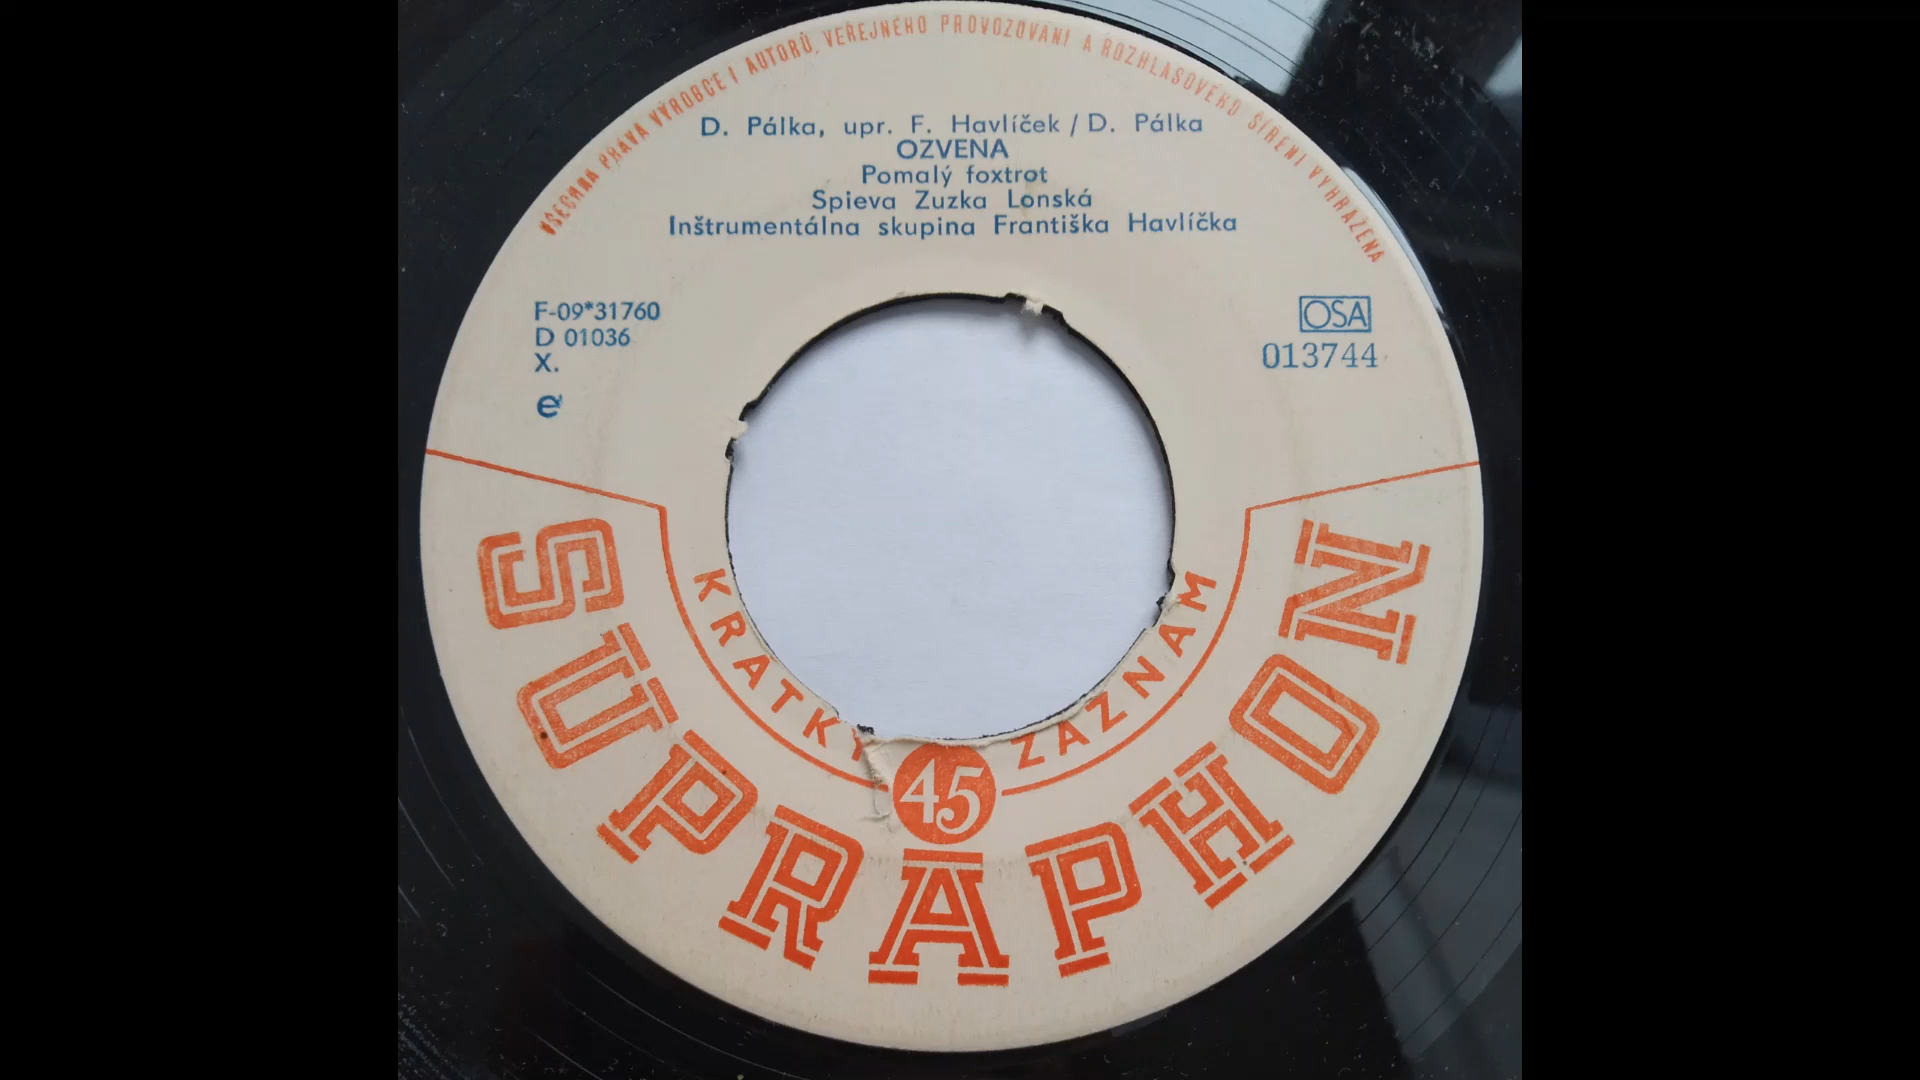 VŠECHNA PRÁVA VÝROBCE I AUTORŮ, VEŘEJNÉHO PROVOZOVÁNÍ A ROZHLASOVÉHO ŠÍŘENÍ VYHRAZENA
D. Pálka, upr. F. Havlíček / D. Pálka
OZVENA
Pomalý foxtrot
Spieva Zuzka Lonská
Inštrumentálna skupina Františka Havlíčka
F-09*31760
D 01036
X.
e
OSA
013744
KRATKÝ 45 ZAZNAM
SUPRAPHON